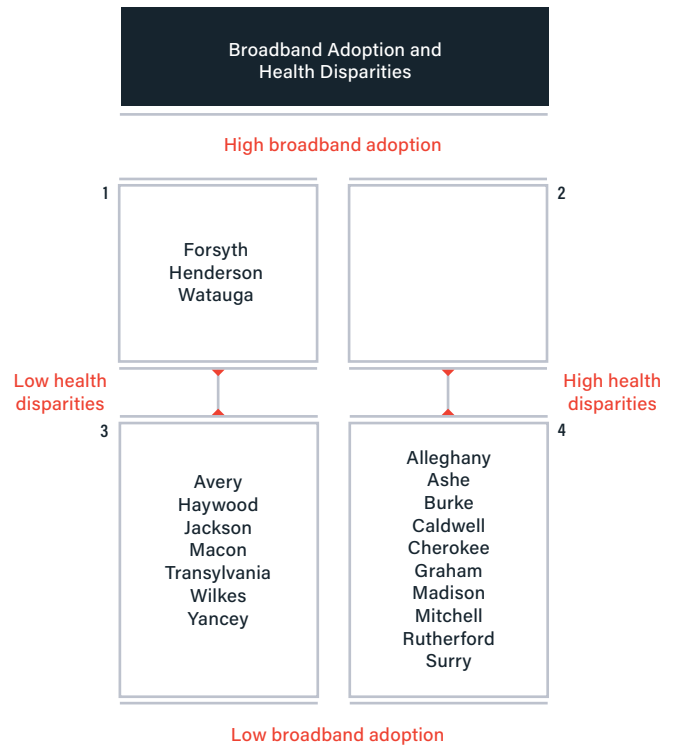 Broadband Adoption and
Health Disparities
High broadband adoption
1
2
Forsyth
Henderson
Watauga
Low health
disparities
High health
disparities
3
4
Avery
Haywood
Jackson
Macon
Transylvania
Wilkes
Yancey
Alleghany
Ashe
Burke
Caldwell
Cherokee
Graham
Madison
Mitchell
Rutherford
Surry
Low broadband adoption